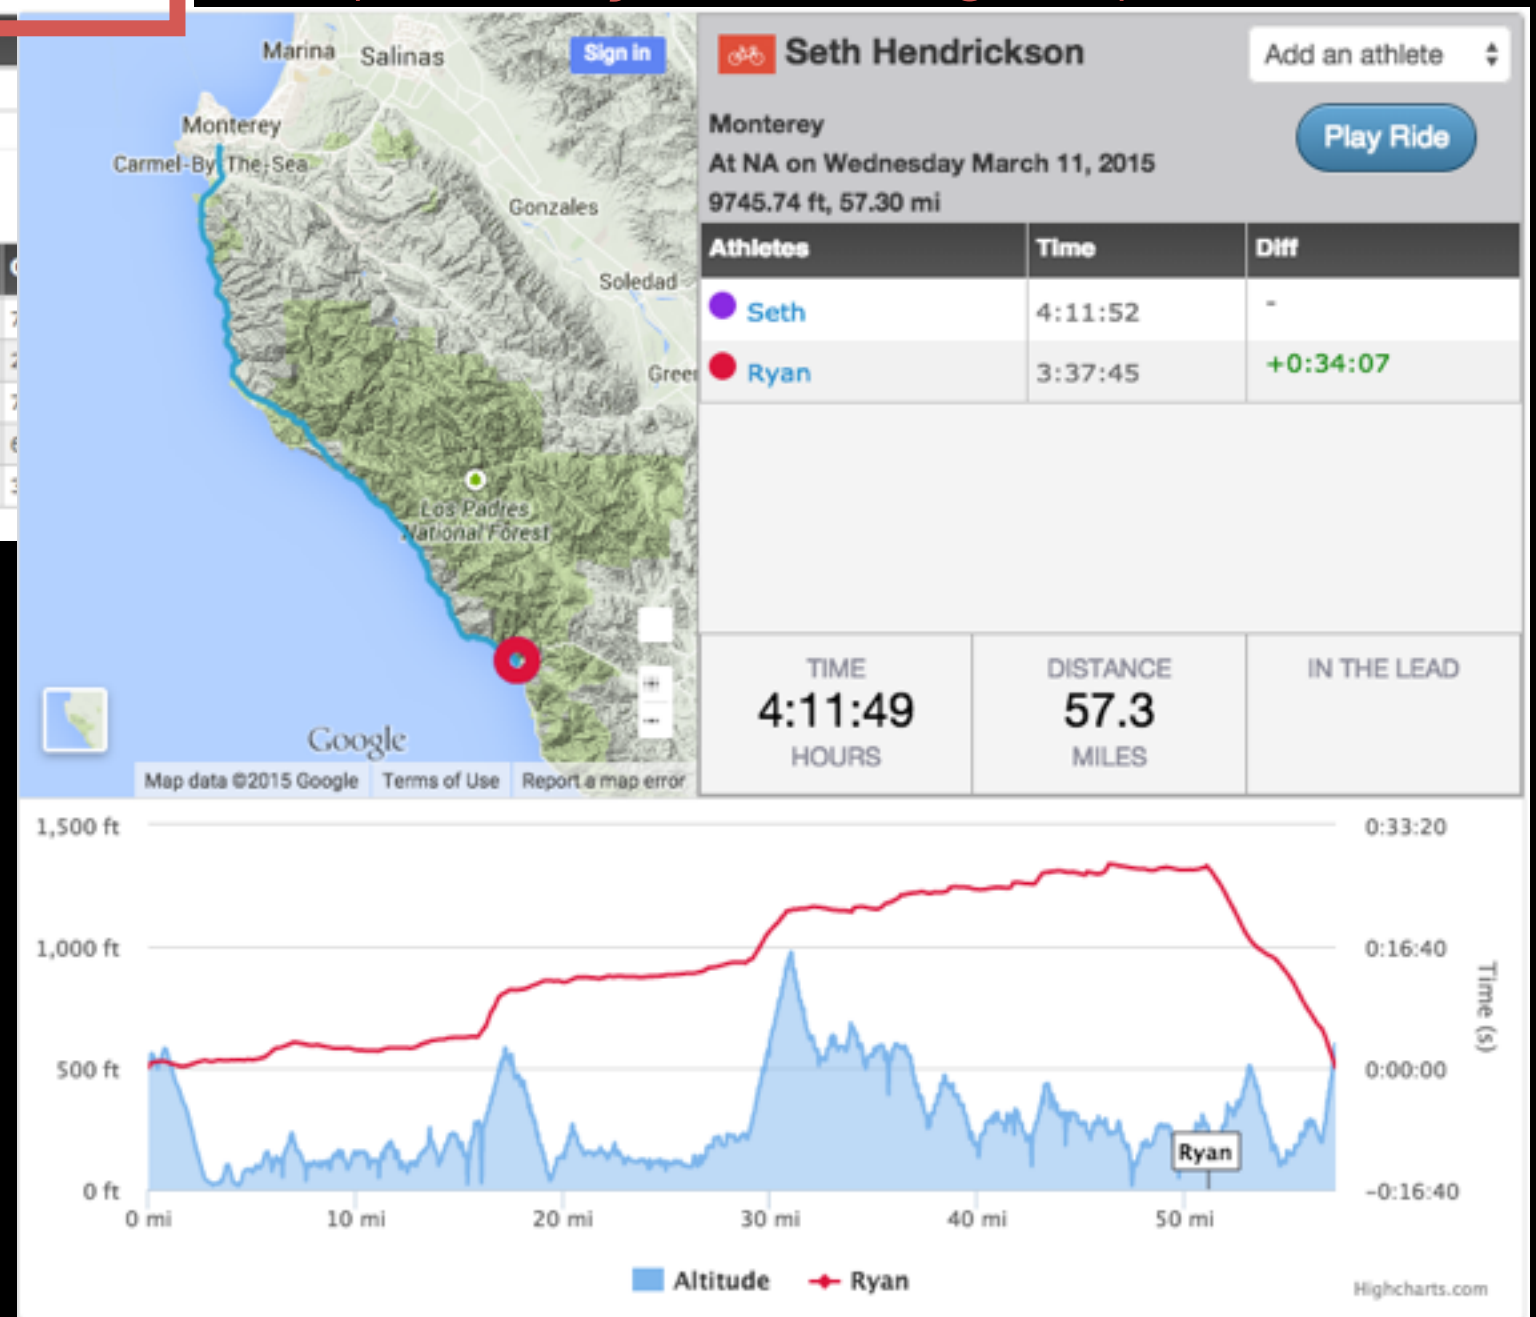 Marina
Salinas
Sign in
Monterey
Carmel-By-The-Sea
Gonzales
Soledad
Los Padres
National Forest
Google
Map data ©2015 Google
Terms of Use
Report a map error
Seth Hendrickson
Add an athlete
Monterey
At NA on Wednesday March 11, 2015
9745.74 ft, 57.30 mi
Play Ride
Athletes Time Diff
Seth 4:11:52 -
Ryan 3:37:45 +0:34:07
TIME
4:11:49
HOURS
DISTANCE
57.3
MILES
IN THE LEAD
1,500 ft
1,000 ft
500 ft
0 ft
0:33:20
0:16:40
0:00:00
-0:16:40
Time (s)
Ryan
0 mi 10 mi 20 mi 30 mi 40 mi 50 mi
Altitude Ryan
Highcharts.com